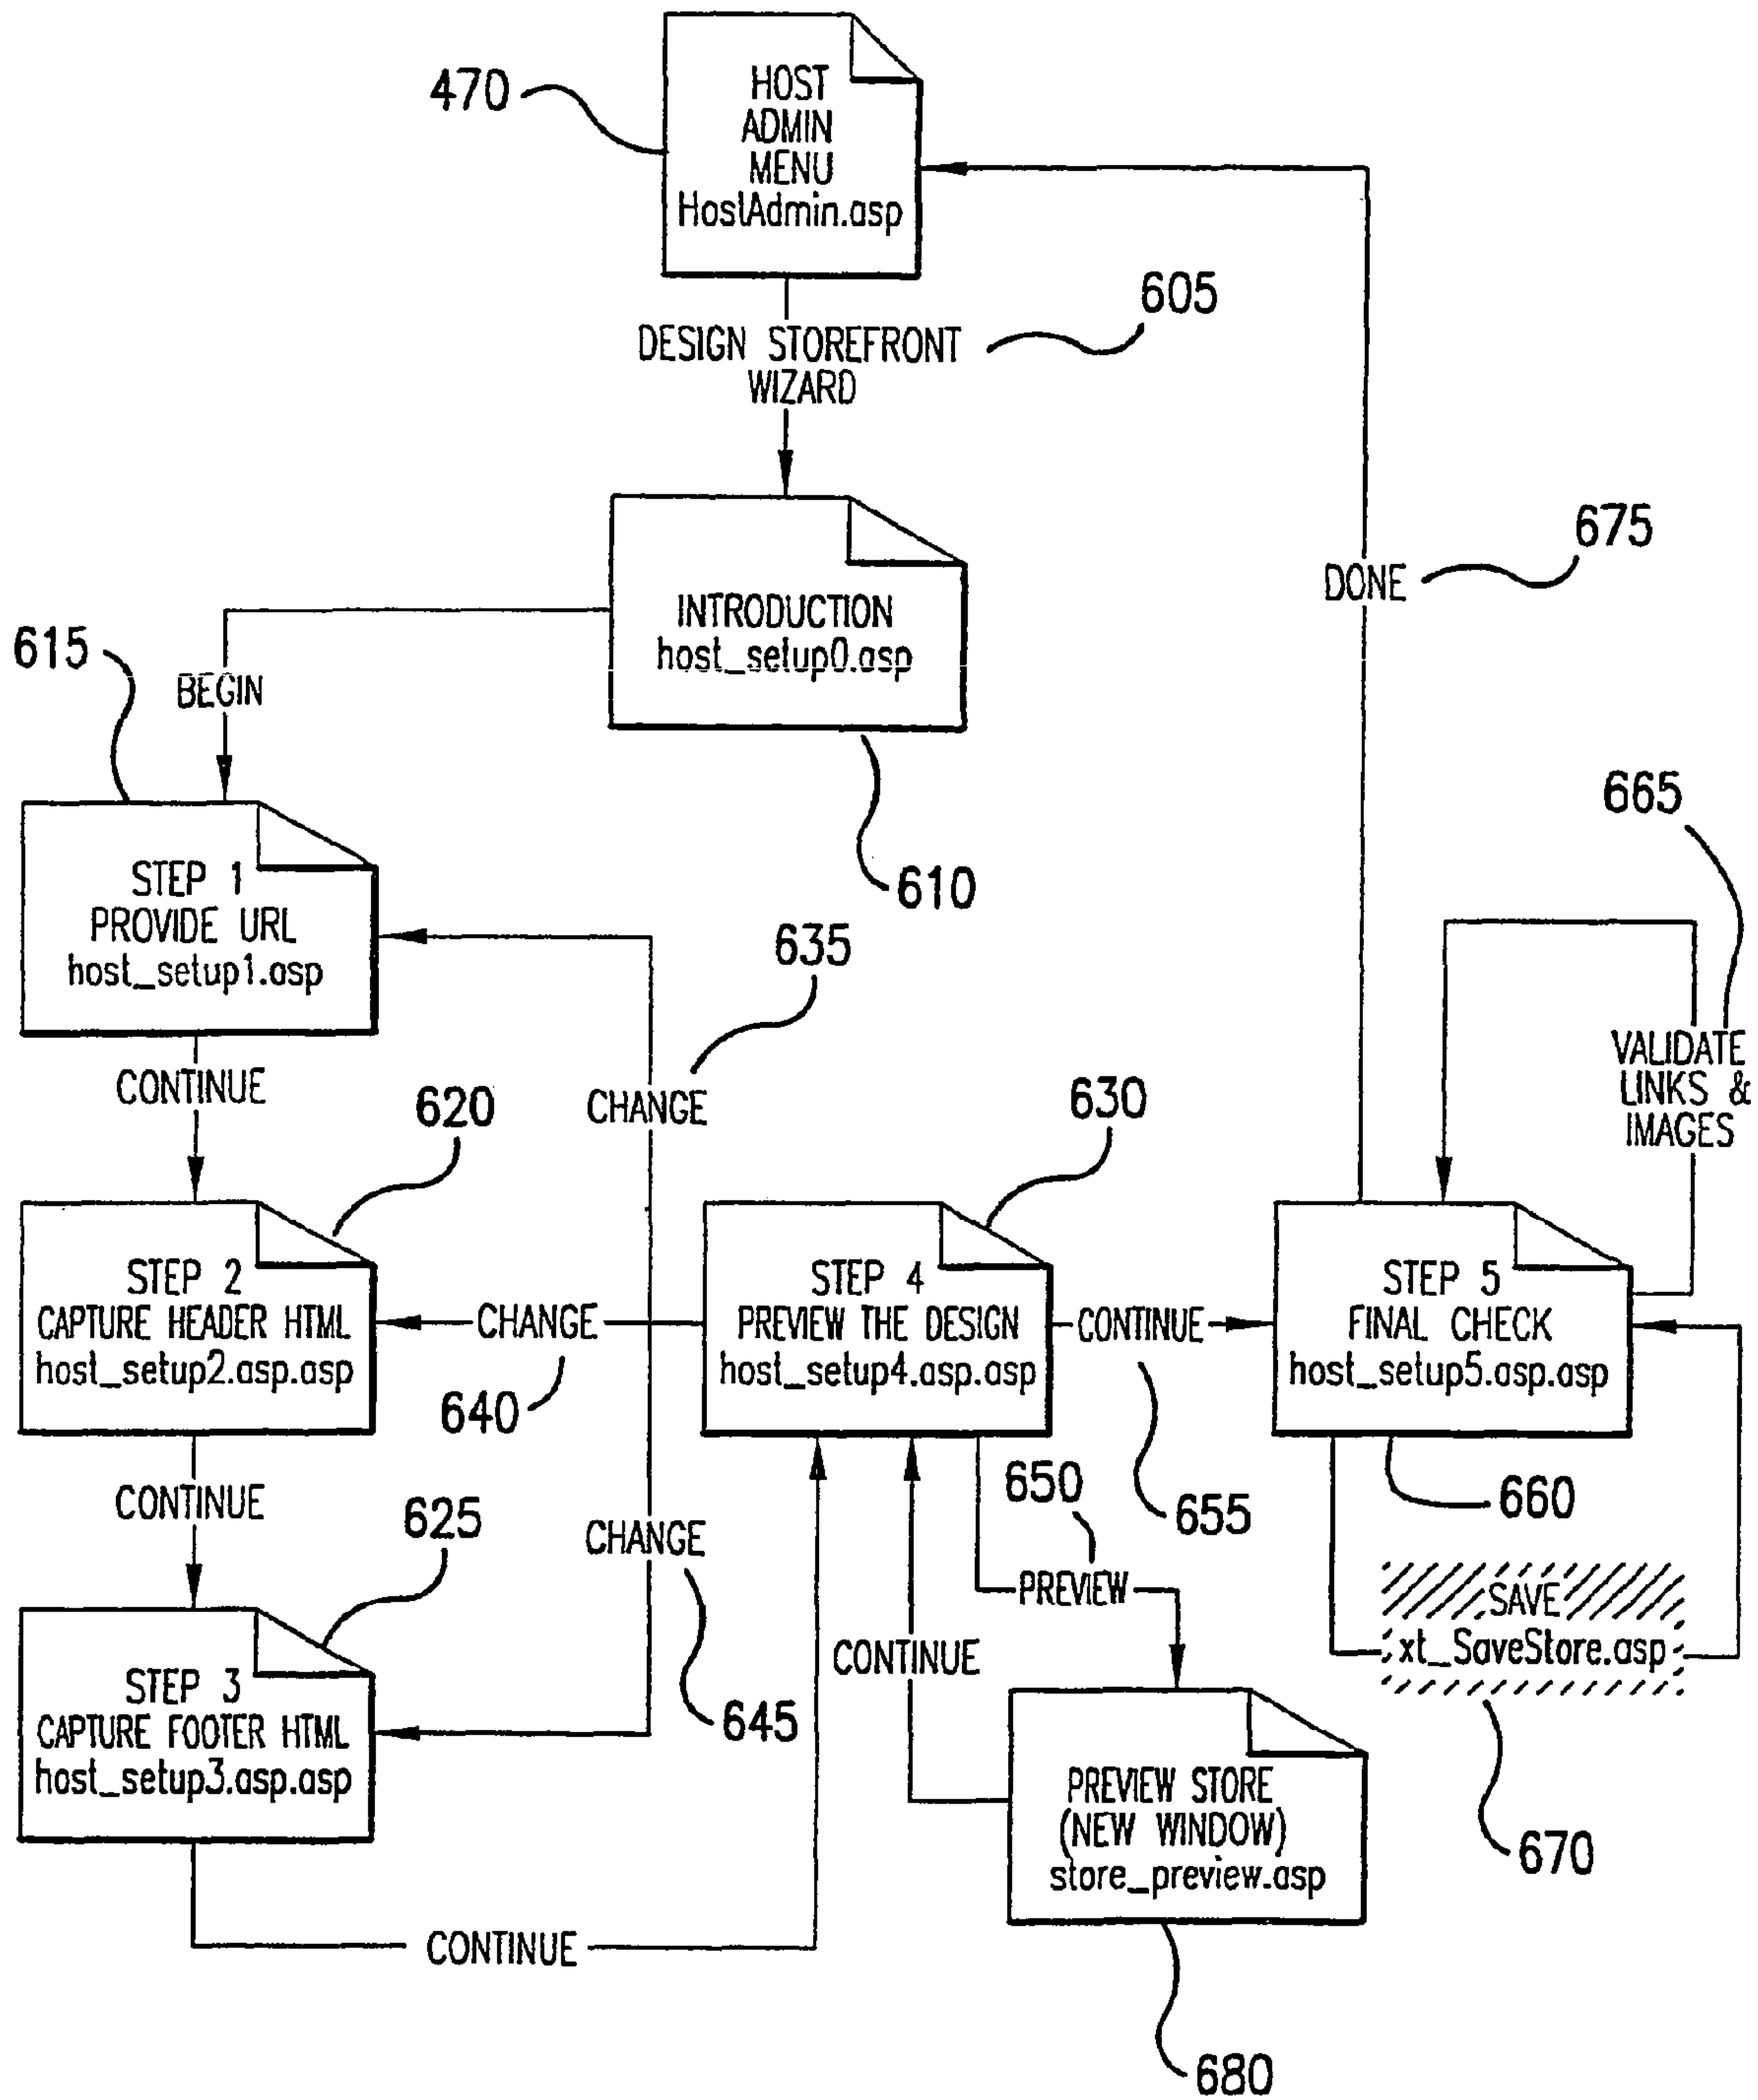 470
HOST
ADMIN
MENU
HostAdmin.asp
605
DESIGN STOREFRONT
WIZARD
675
DONE
INTRODUCTION
host_setup0.asp
615
BEGIN
610
665
STEP 1
PROVIDE URL
host_setup1.asp
635
VALIDATE
LINKS &
IMAGES
CONTINUE
620
CHANGE
630
STEP 2
CAPTURE HEADER HTML
host_setup2.asp.asp
CHANGE
640
STEP 4
PREVIEW THE DESIGN
host_setup4.asp.asp
CONTINUE
655
STEP 5
FINAL CHECK
host_setup5.asp.asp
660
CONTINUE
625
CHANGE
645
650
PREVIEW
CONTINUE
SAVE
xt_SaveStore.asp
670
STEP 3
CAPTURE FOOTER HTML
host_setup3.asp.asp
PREVIEW STORE
(NEW WINDOW)
store_preview.asp
CONTINUE
680